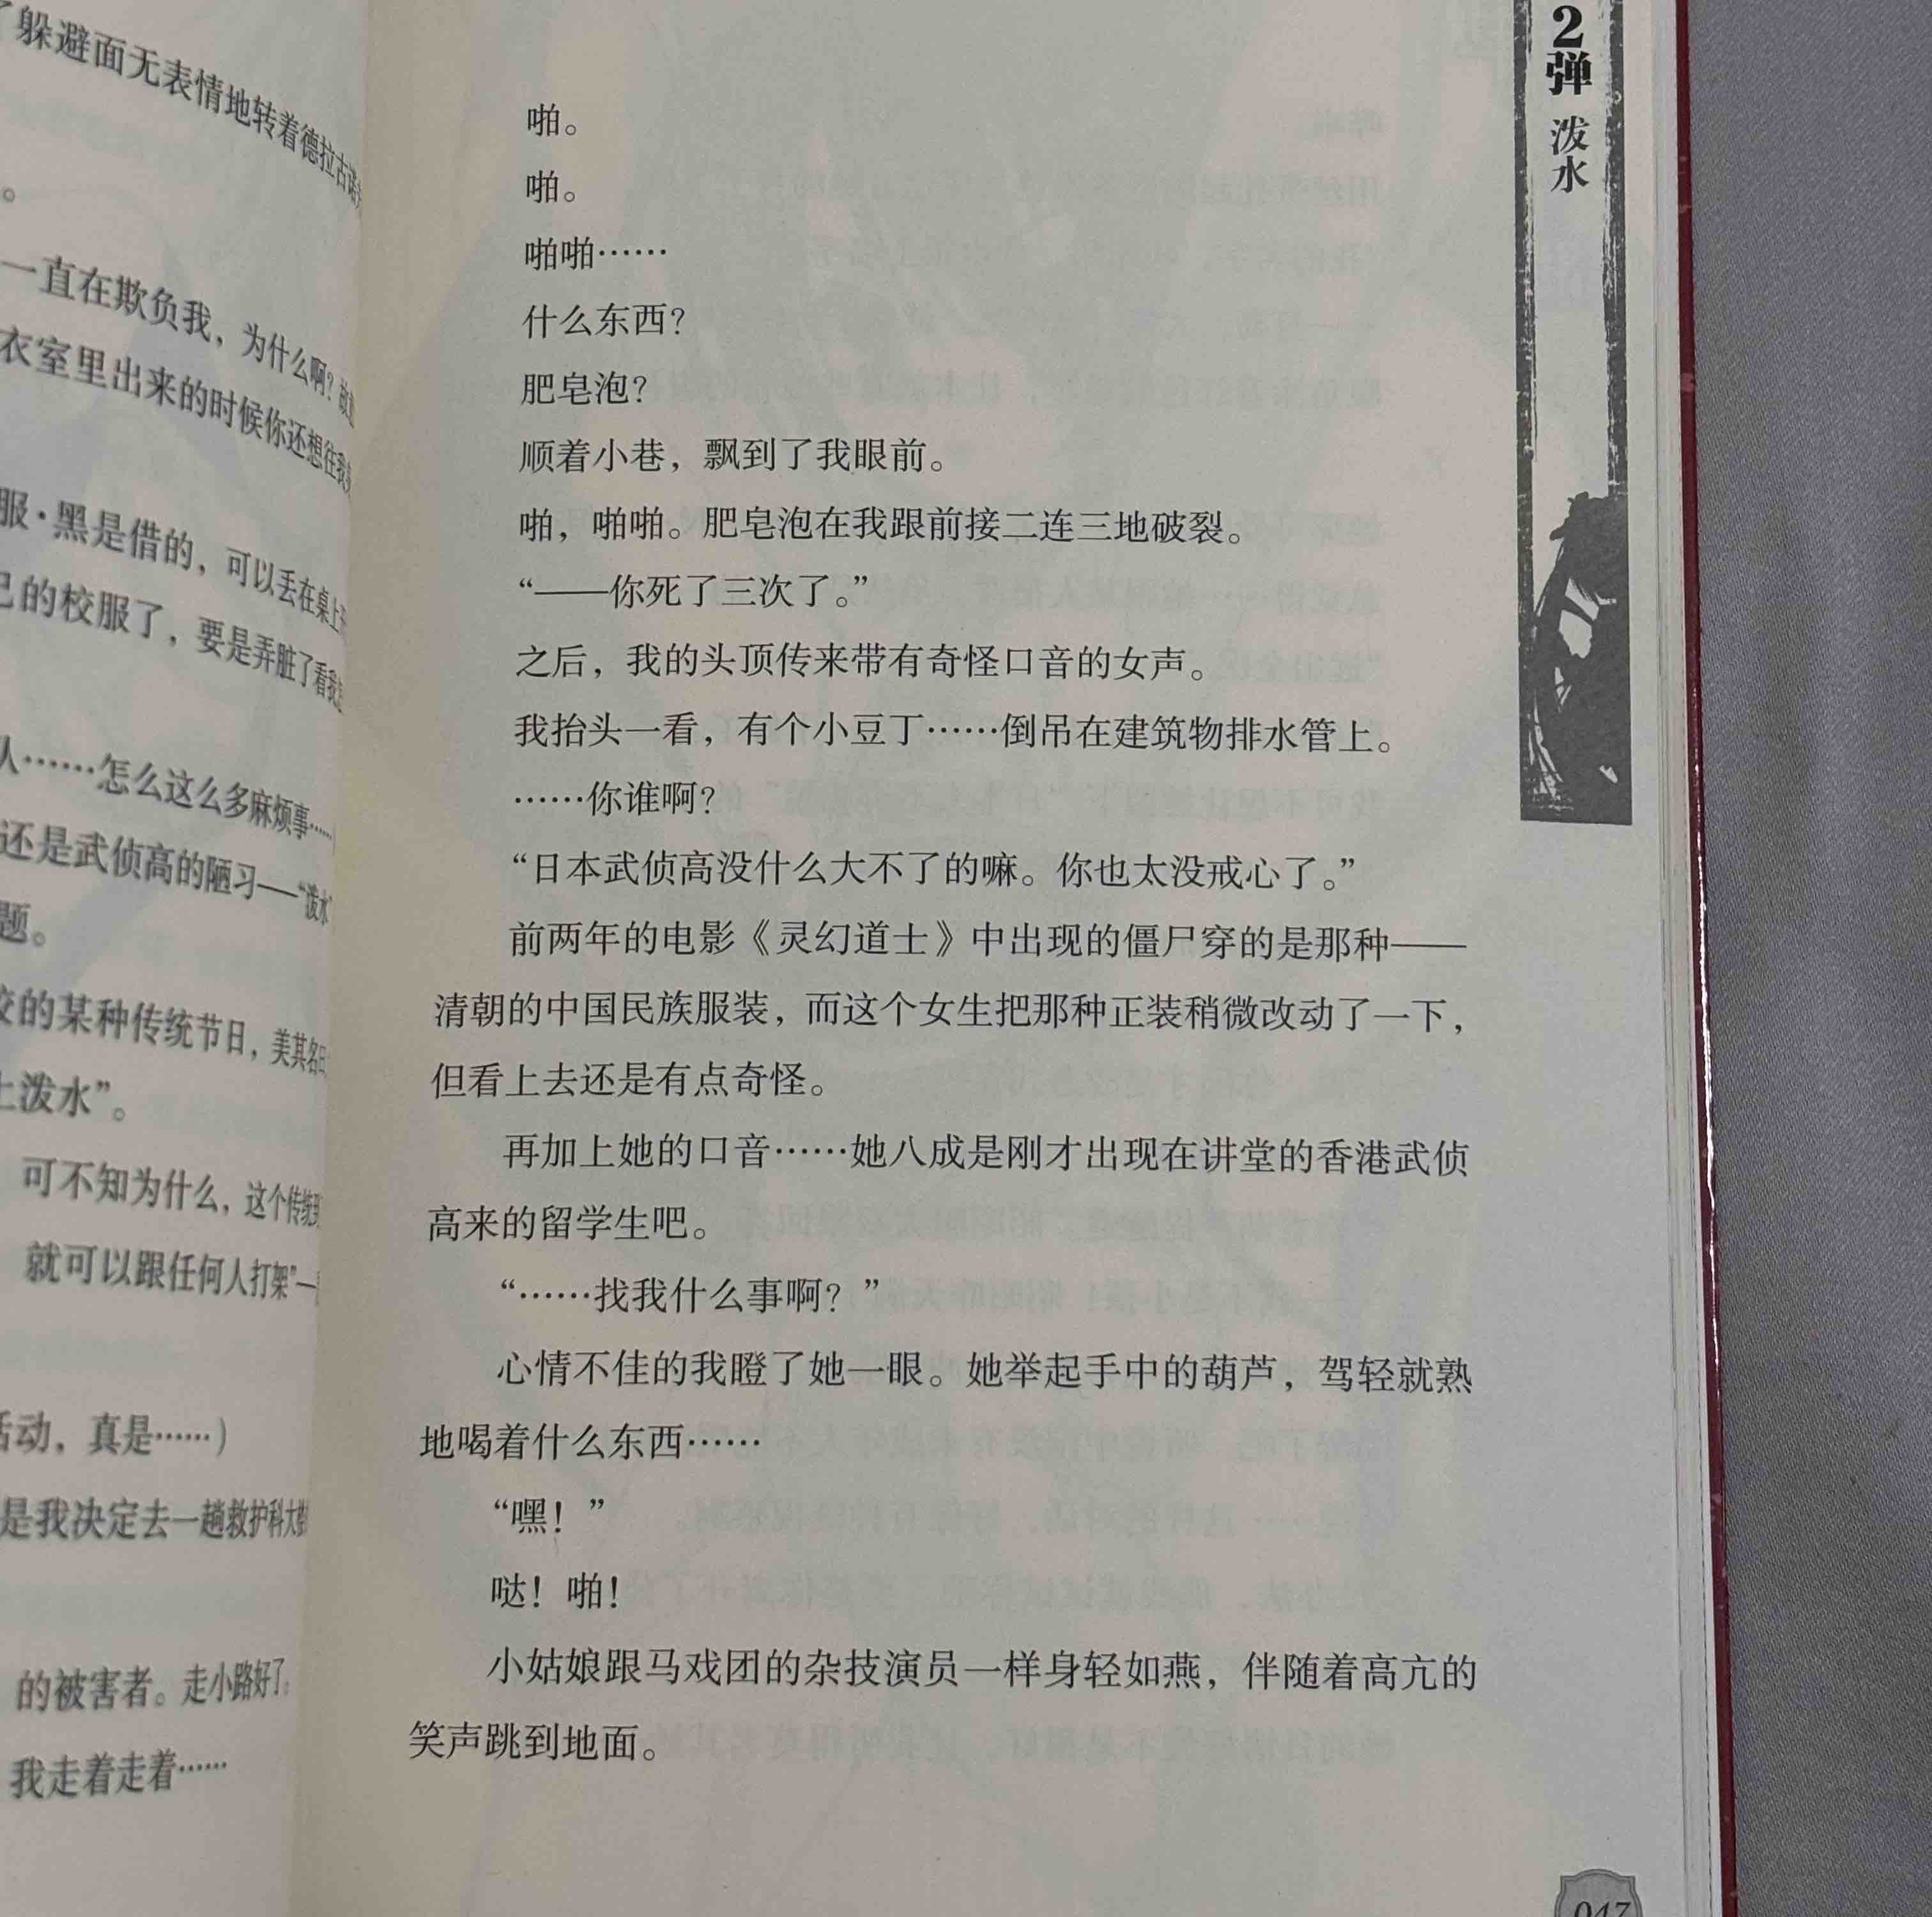 躲避面无表情地转着德拉古诺
。
一直在欺负我，为什么啊？
衣室里出来的时候你还想往我
服·黑是借的，可以丢在桌上
己的校服了，要是弄脏了看我
人……怎么这么多麻烦事……
还是武侦高的陋习——“泼水
题。
校的某种传统节日，美其名曰
上泼水”。
可不知为什么，这个传统
就可以跟任何人打架”—
活动，真是……）
是我决定去一趟救护科大
的被害者。走小路好了。
我走着走着……
2弹 泼水
啪。
啪。
啪啪……
什么东西？
肥皂泡？
顺着小巷，飘到了我眼前。
啪，啪啪。肥皂泡在我跟前接二连三地破裂。
“——你死了三次了。”
之后，我的头顶传来带有奇怪口音的女声。
我抬头一看，有个小豆丁……倒吊在建筑物排水管上。
……你谁啊？
“日本武侦高没什么大不了的嘛。你也太没戒心了。”
前两年的电影《灵幻道士》中出现的僵尸穿的是那种——
清朝的中国民族服装，而这个女生把那种正装稍微改动了一下，
但看上去还是有点奇怪。
再加上她的口音……她八成是刚才出现在讲堂的香港武侦
高来的留学生吧。
“……找我什么事啊？”
心情不佳的我瞪了她一眼。她举起手中的葫芦，驾轻就熟
地喝着什么东西……
“嘿！”
哒！啪！
小姑娘跟马戏团的杂技演员一样身轻如燕，伴随着高亢的
笑声跳到地面。
047